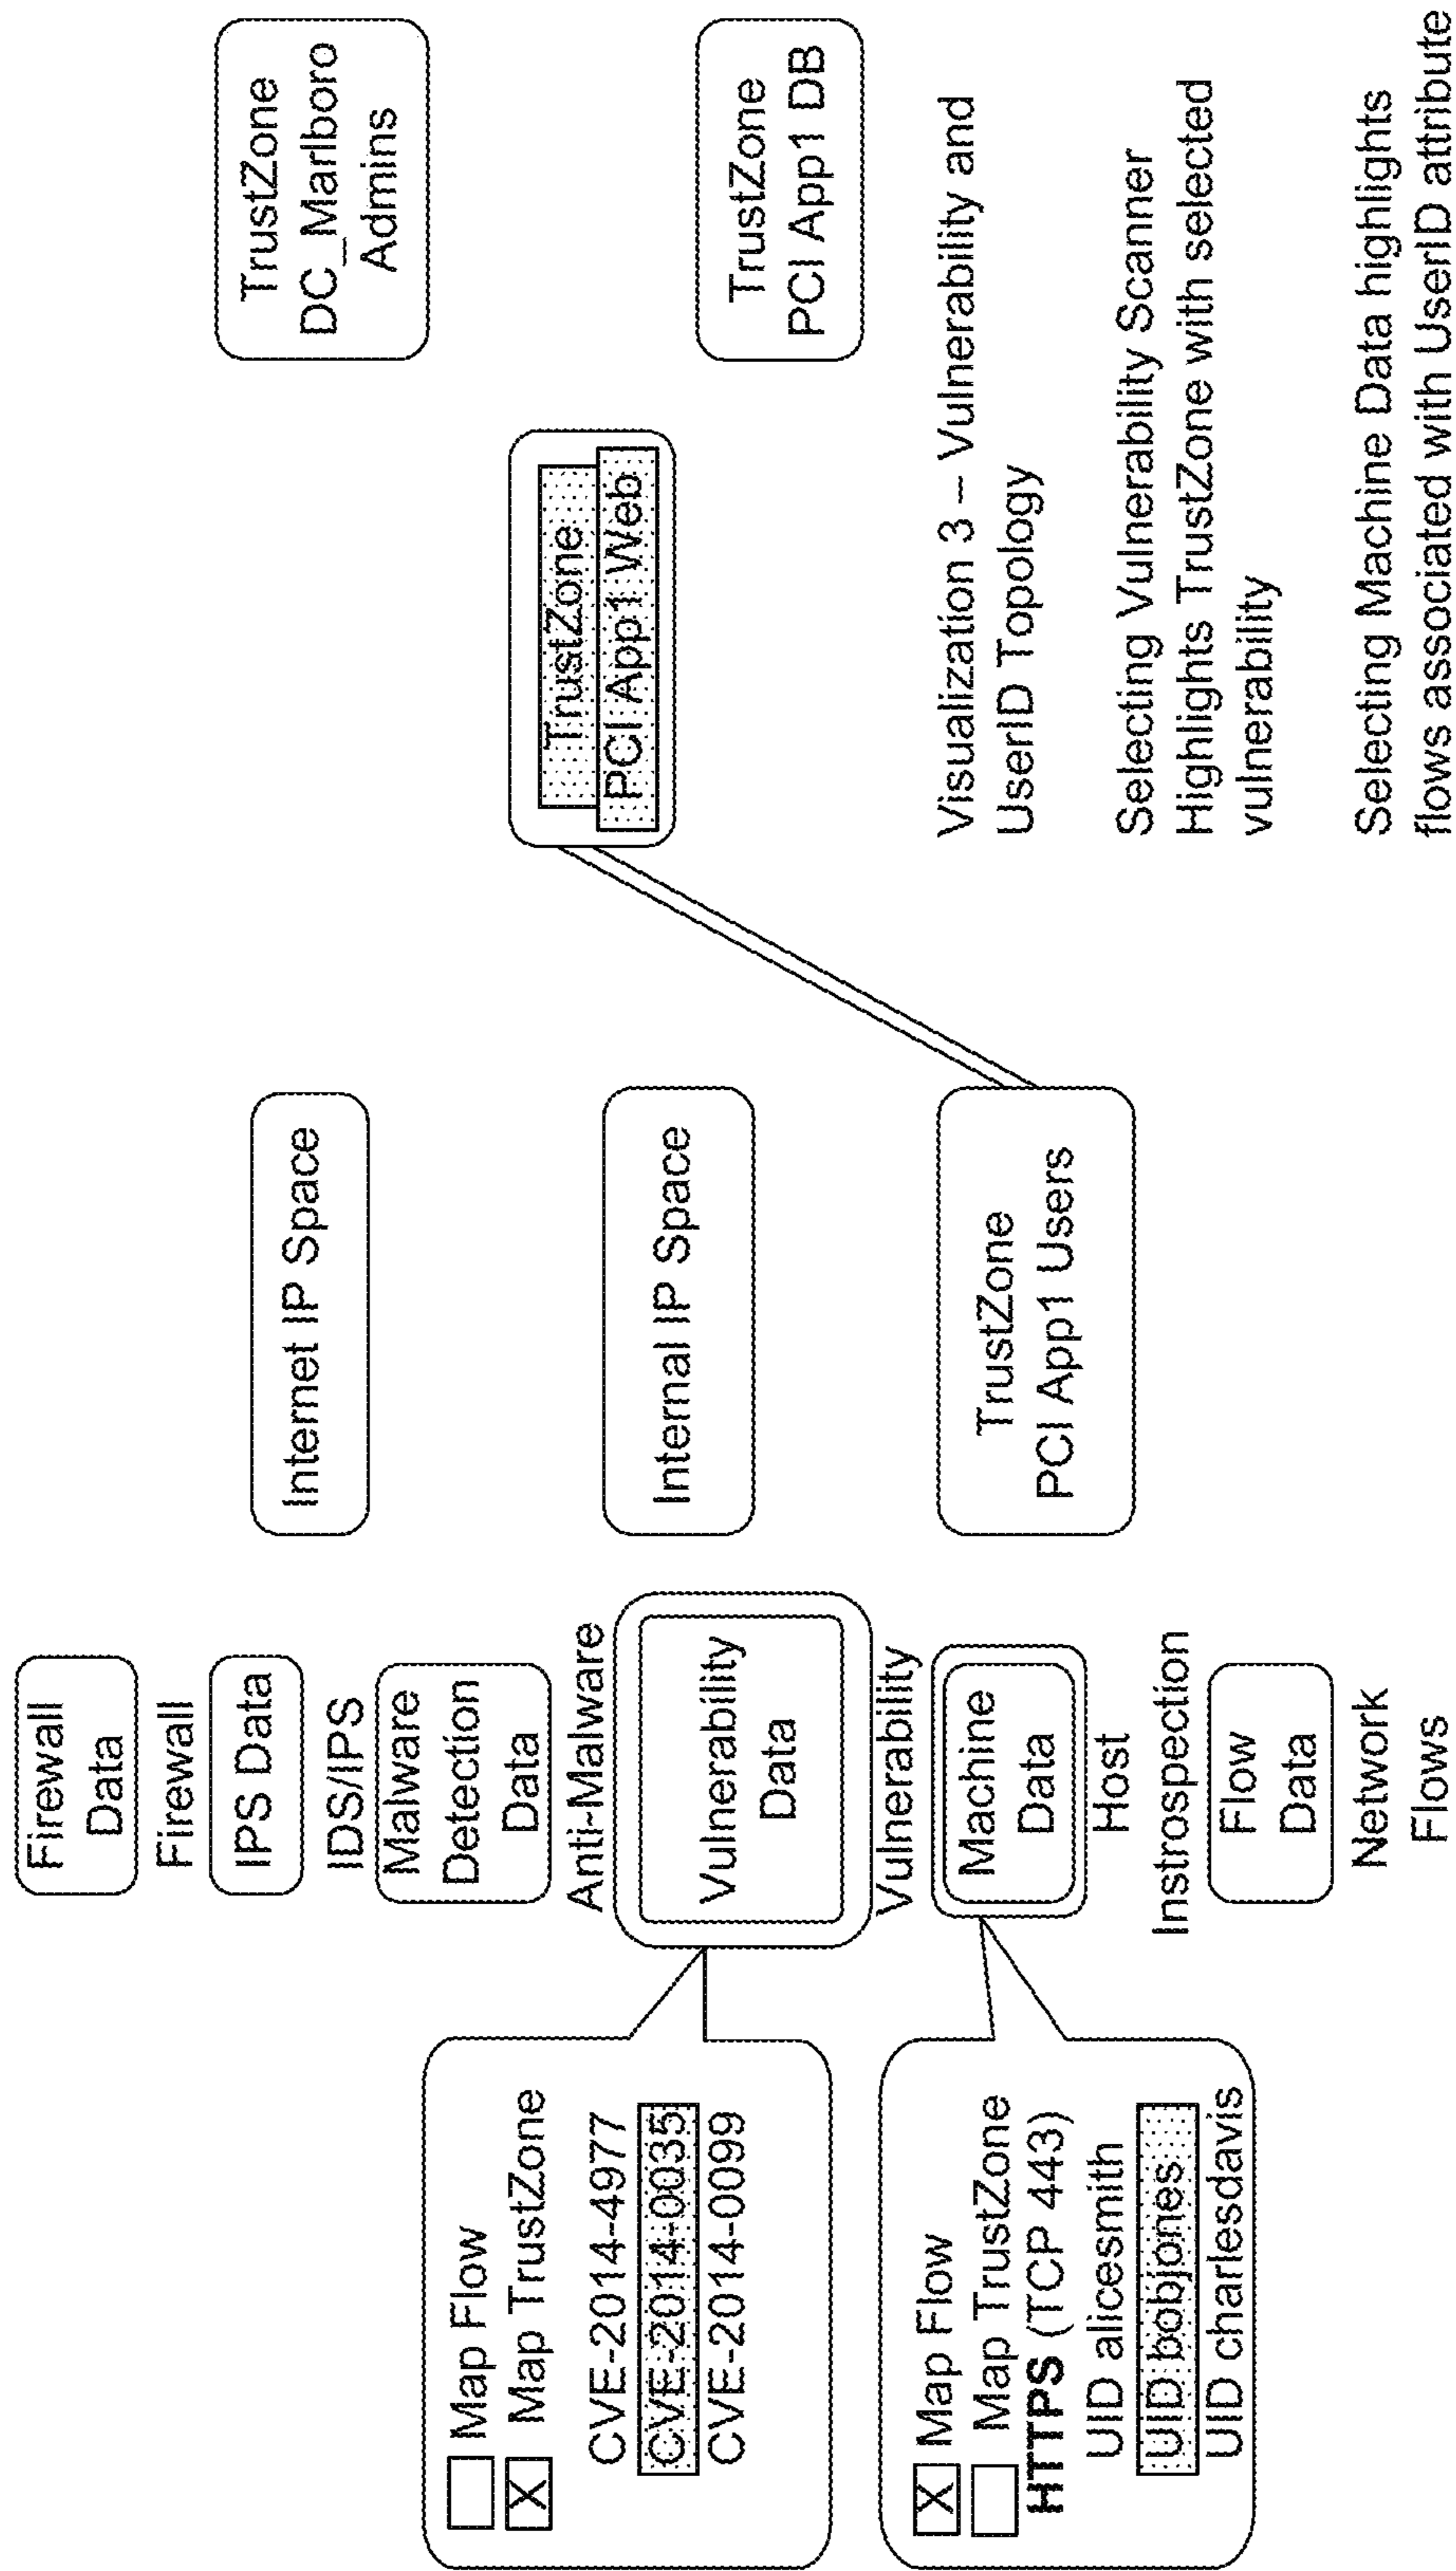 Map Flow
X Map TrustZone
CVE-2014-4977
CVE-2014-0035
CVE-2014-0099
X Map Flow
Map TrustZone
HTTPS (TCP 443)
UID alicesmith
UID bobjones
UID charlesdavis
Firewall
Data
Firewall
IPS Data
IDS/IPS
Malware
Detection
Data
Anti-Malware
Vulnerability
Data
Vulnerability
Machine
Data
Host
Instrospection
Flow
Data
Network
Flows
Internet IP Space
Internal IP Space
TrustZone
PCI App1 Users
TrustZone
PCI App1 Web
TrustZone
DC_Marlboro
Admins
TrustZone
PCI App1 DB
Visualization 3 – Vulnerability and
UserID Topology
Selecting Vulnerability Scanner
Highlights TrustZone with selected
vulnerability
Selecting Machine Data highlights
flows associated with UserID attribute